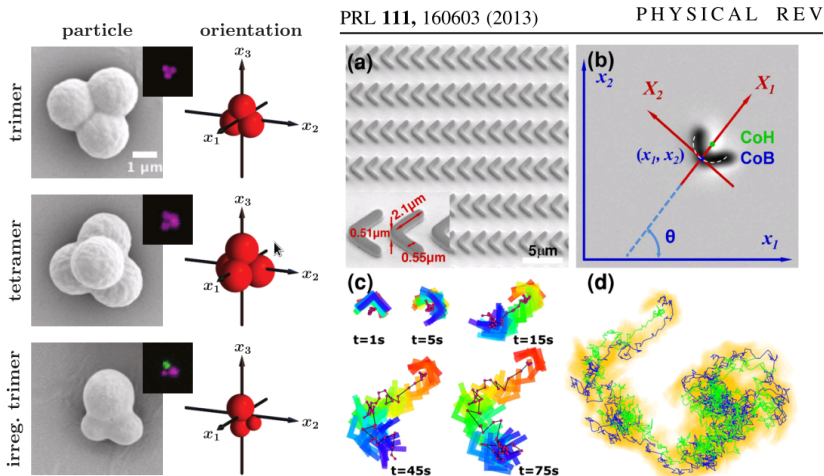 particle orientation
trimer
1 μm
x₃
x₁ x₂
tetramer
x₃
x₁ x₂
irreg. trimer
x₃
x₁ x₂
PRL 111, 160603 (2013) PHYSICAL REV
(a)
2.1μm
0.51μm
0.55μm
5μm
(b)
x₂
X₂ X₁
CoH
(x₁, x₂) CoB
θ
x₁
(c)
t=1s t=5s t=15s
t=45s t=75s
(d)